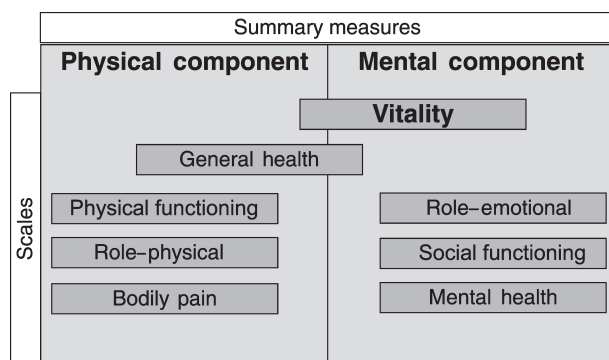 Summary measures
Physical component
Mental component
Vitality
General health
Physical functioning
Role–emotional
Role–physical
Social functioning
Bodily pain
Mental health
Scales